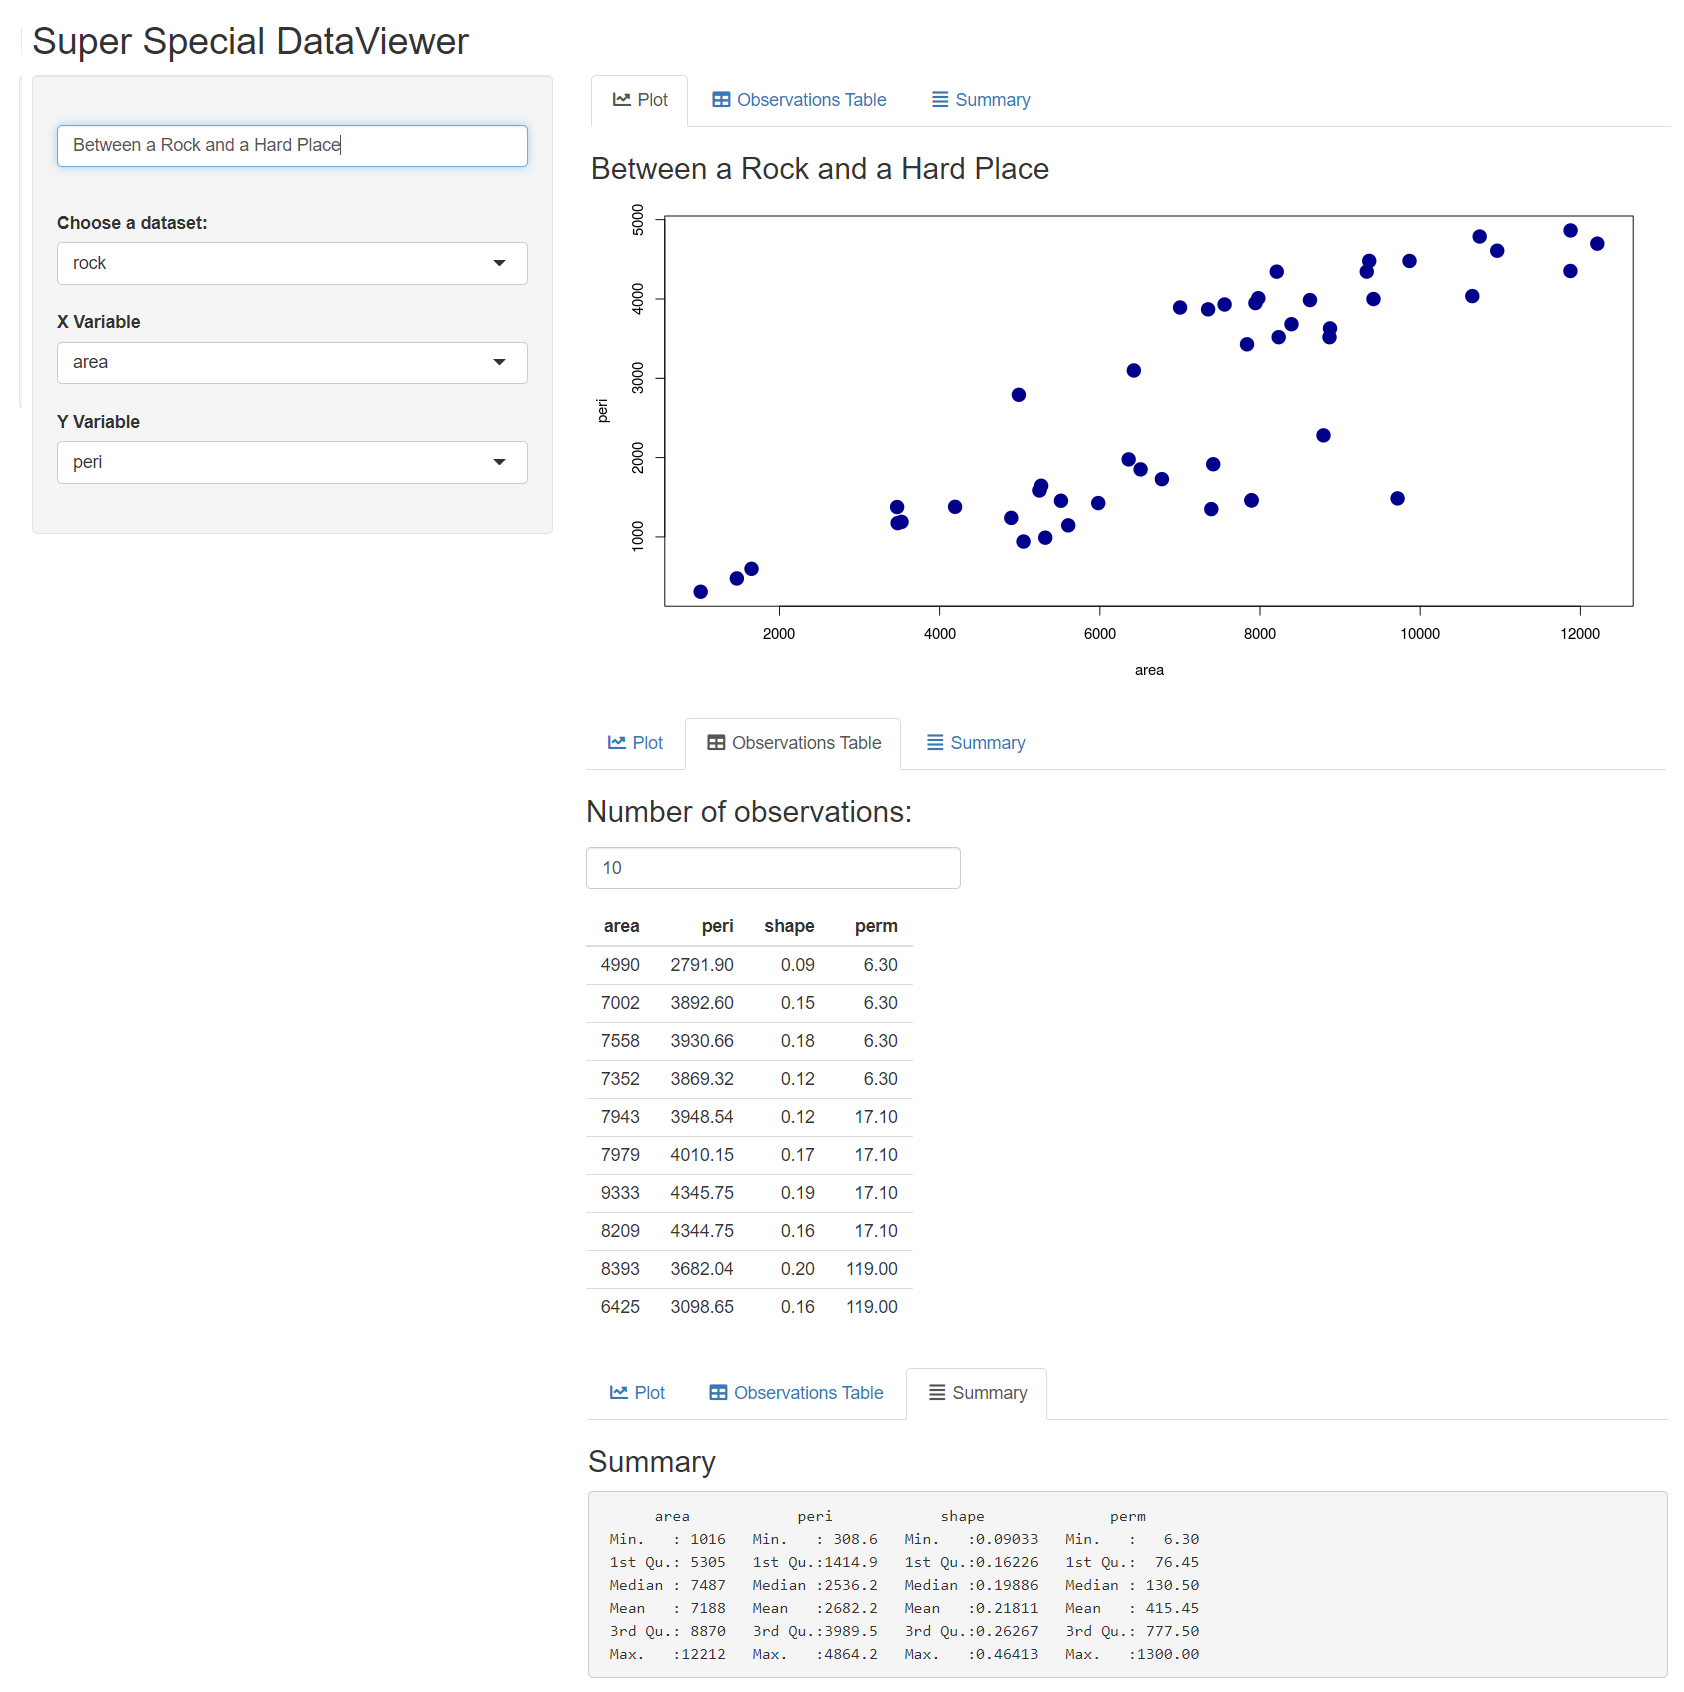 Super Special DataViewer
Between a Rock and a Hard Place
Choose a dataset:
rock
X Variable
area
Y Variable
peri
Plot Observations Table Summary
Between a Rock and a Hard Place
5000
4000
3000
2000
1000
peri
2000 4000 6000 8000 10000 12000
area
Plot Observations Table Summary
Number of observations:
10
area peri shape perm
4990 2791.90 0.09 6.30
7002 3892.60 0.15 6.30
7558 3930.66 0.18 6.30
7352 3869.32 0.12 6.30
7943 3948.54 0.12 17.10
7979 4010.15 0.17 17.10
9333 4345.75 0.19 17.10
8209 4344.75 0.16 17.10
8393 3682.04 0.20 119.00
6425 3098.65 0.16 119.00
Plot Observations Table Summary
Summary
area peri shape perm
Min. : 1016 Min. : 308.6 Min. :0.09033 Min. : 6.30
1st Qu.: 5305 1st Qu.:1414.9 1st Qu.:0.16226 1st Qu.: 76.45
Median : 7487 Median :2536.2 Median :0.19886 Median : 130.50
Mean : 7188 Mean :2682.2 Mean :0.21811 Mean : 415.45
3rd Qu.: 8870 3rd Qu.:3989.5 3rd Qu.:0.26267 3rd Qu.: 777.50
Max. :12212 Max. :4864.2 Max. :0.46413 Max. :1300.00